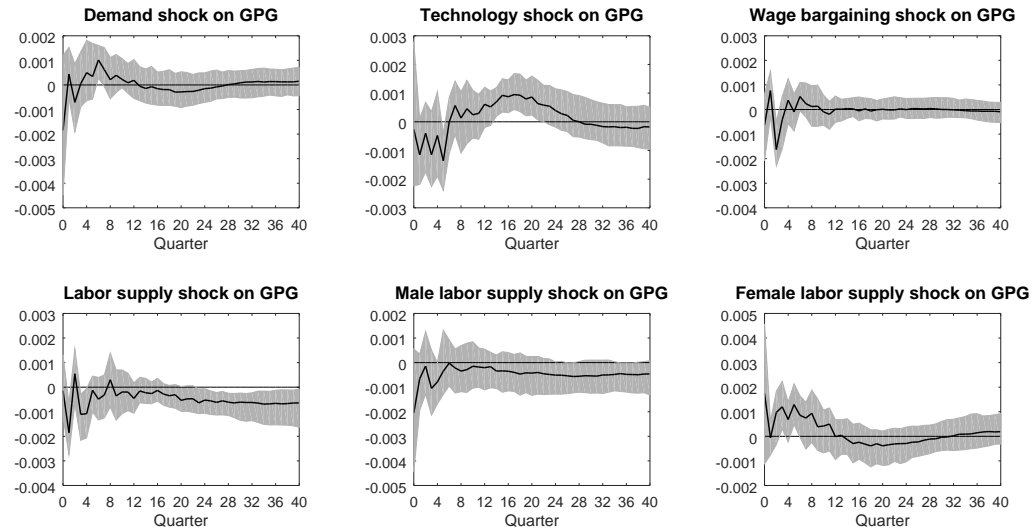 Demand shock on GPG
0.002
0.001
0
-0.001
-0.002
-0.003
-0.004
-0.005
0 4 8 12 16 20 24 28 32 36 40
Quarter
Technology shock on GPG
0.003
0.002
0.001
0
-0.001
-0.002
-0.003
0 4 8 12 16 20 24 28 32 36 40
Quarter
Wage bargaining shock on GPG
0.003
0.002
0.001
0
-0.001
-0.002
-0.003
-0.004
0 4 8 12 16 20 24 28 32 36 40
Quarter
Labor supply shock on GPG
0.003
0.002
0.001
0
-0.001
-0.002
-0.003
-0.004
0 4 8 12 16 20 24 28 32 36 40
Quarter
Male labor supply shock on GPG
0.002
0.001
0
-0.001
-0.002
-0.003
-0.004
-0.005
0 4 8 12 16 20 24 28 32 36 40
Quarter
Female labor supply shock on GPG
0.005
0.004
0.003
0.002
0.001
0
-0.001
-0.002
0 4 8 12 16 20 24 28 32 36 40
Quarter